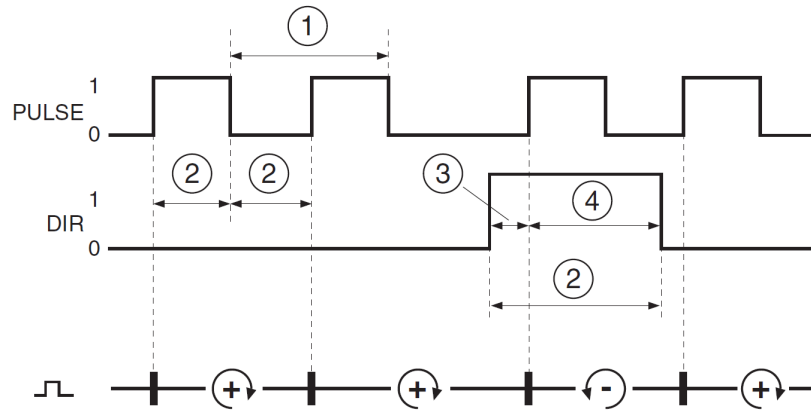 ①
1
PULSE
0
② ② ③ ④
1
DIR
0
②
+ + - +